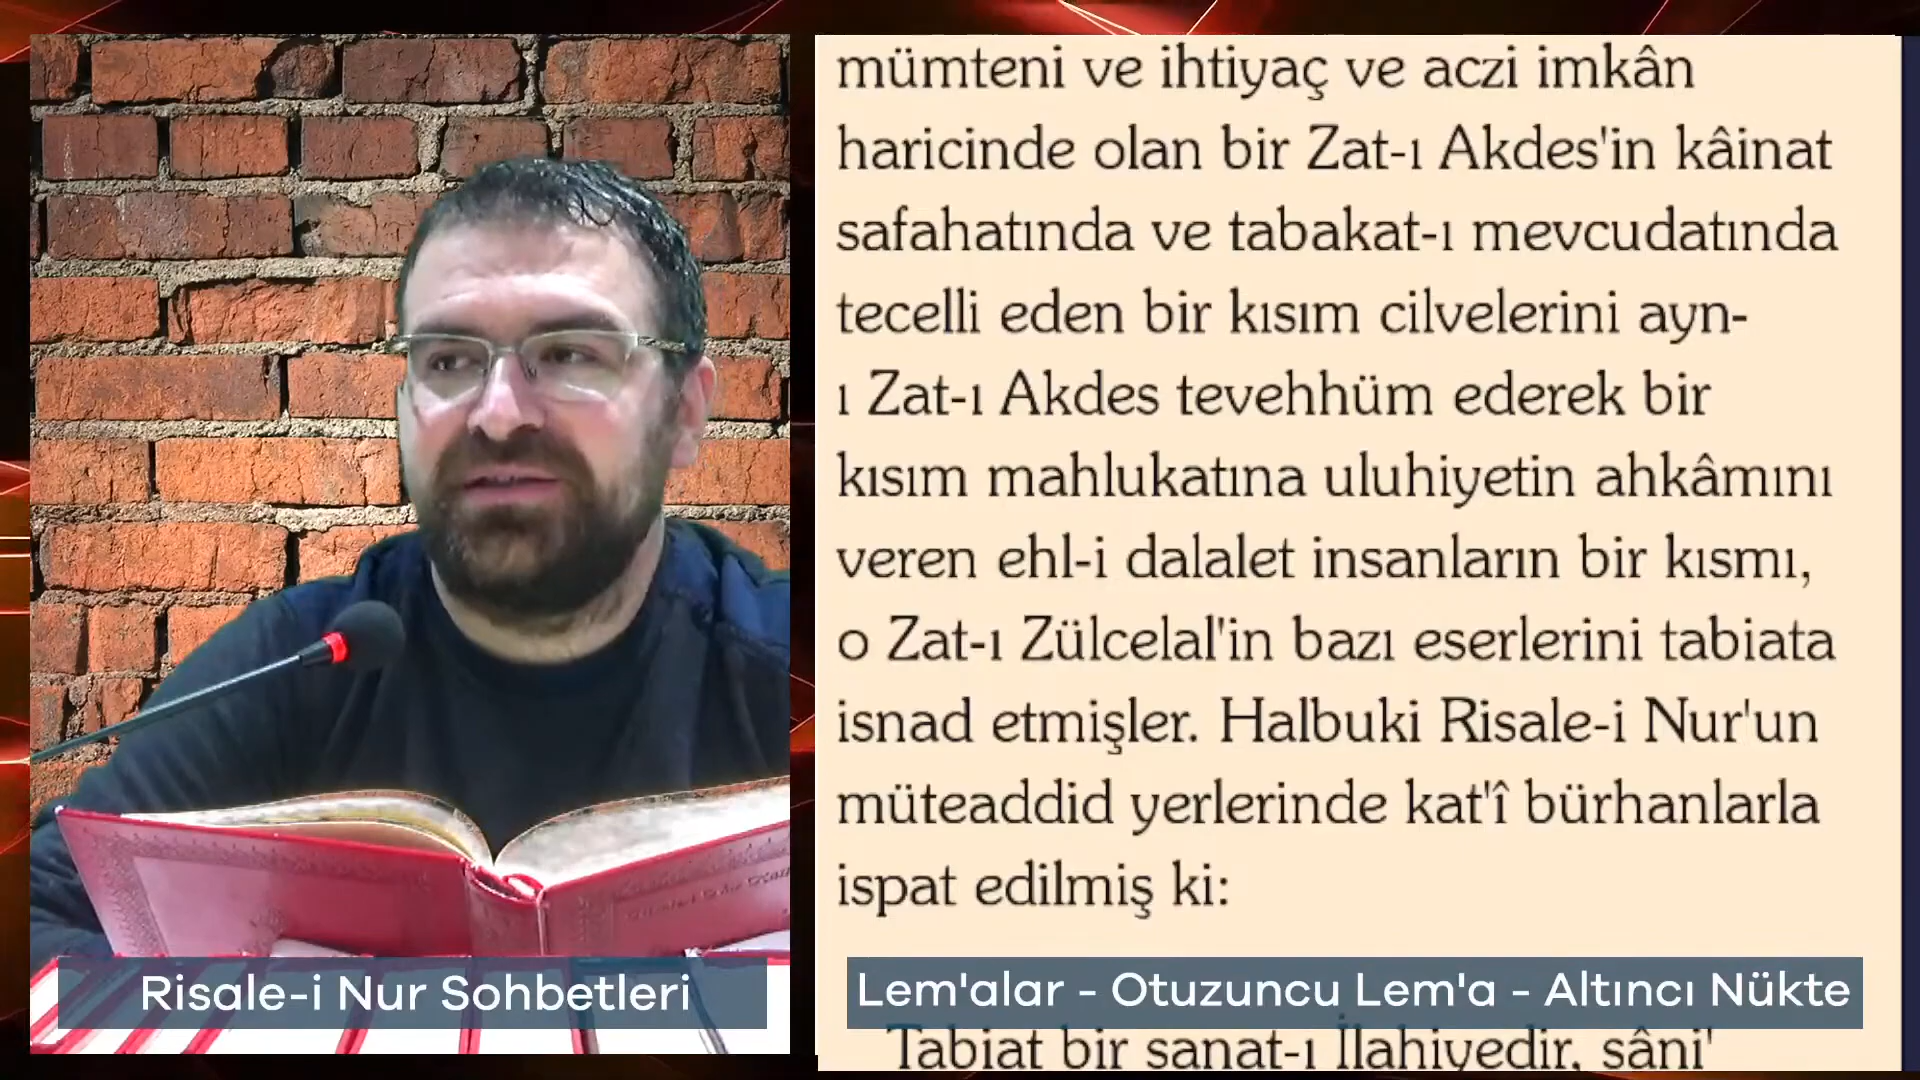 mümteni ve ihtiyaç ve aczi imkân
haricinde olan bir Zat-ı Akdes'in kâinat
safahatında ve tabakat-ı mevcudatında
tecelli eden bir kısım cilvelerini ayn-
ı Zat-ı Akdes tevehhüm ederek bir
kısım mahlukatına uluhiyetin ahkâmını
veren ehl-i dalalet insanların bir kısmı,
o Zat-ı Zülcelal'in bazı eserlerini tabiata
isnad etmişler. Halbuki Risale-i Nur'un
müteaddid yerlerinde kat'î bürhanlarla
ispat edilmiş ki:
Risale-i Nur Sohbetleri
Lem'alar - Otuzuncu Lem'a - Altıncı Nükte
Tabiat bir sanat-ı İlahiyedir, sâni'